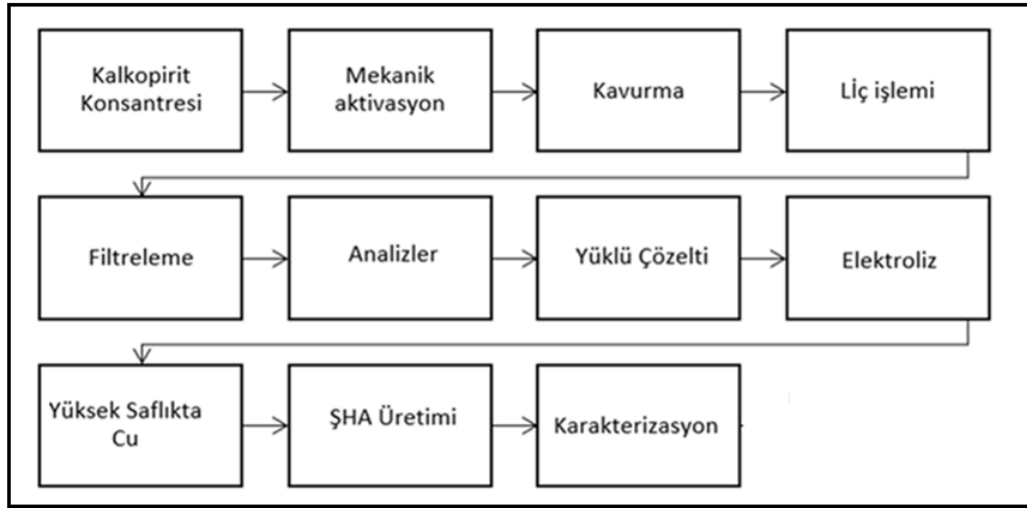 Kalkopirit
Konsantresi
Mekanik
aktivasyon
Kavurma
Lİç işlemi
Filtreleme
Analizler
Yüklü Çözelti
Elektroliz
Yüksek Saflıkta
Cu
ŞHA Üretimi
Karakterizasyon